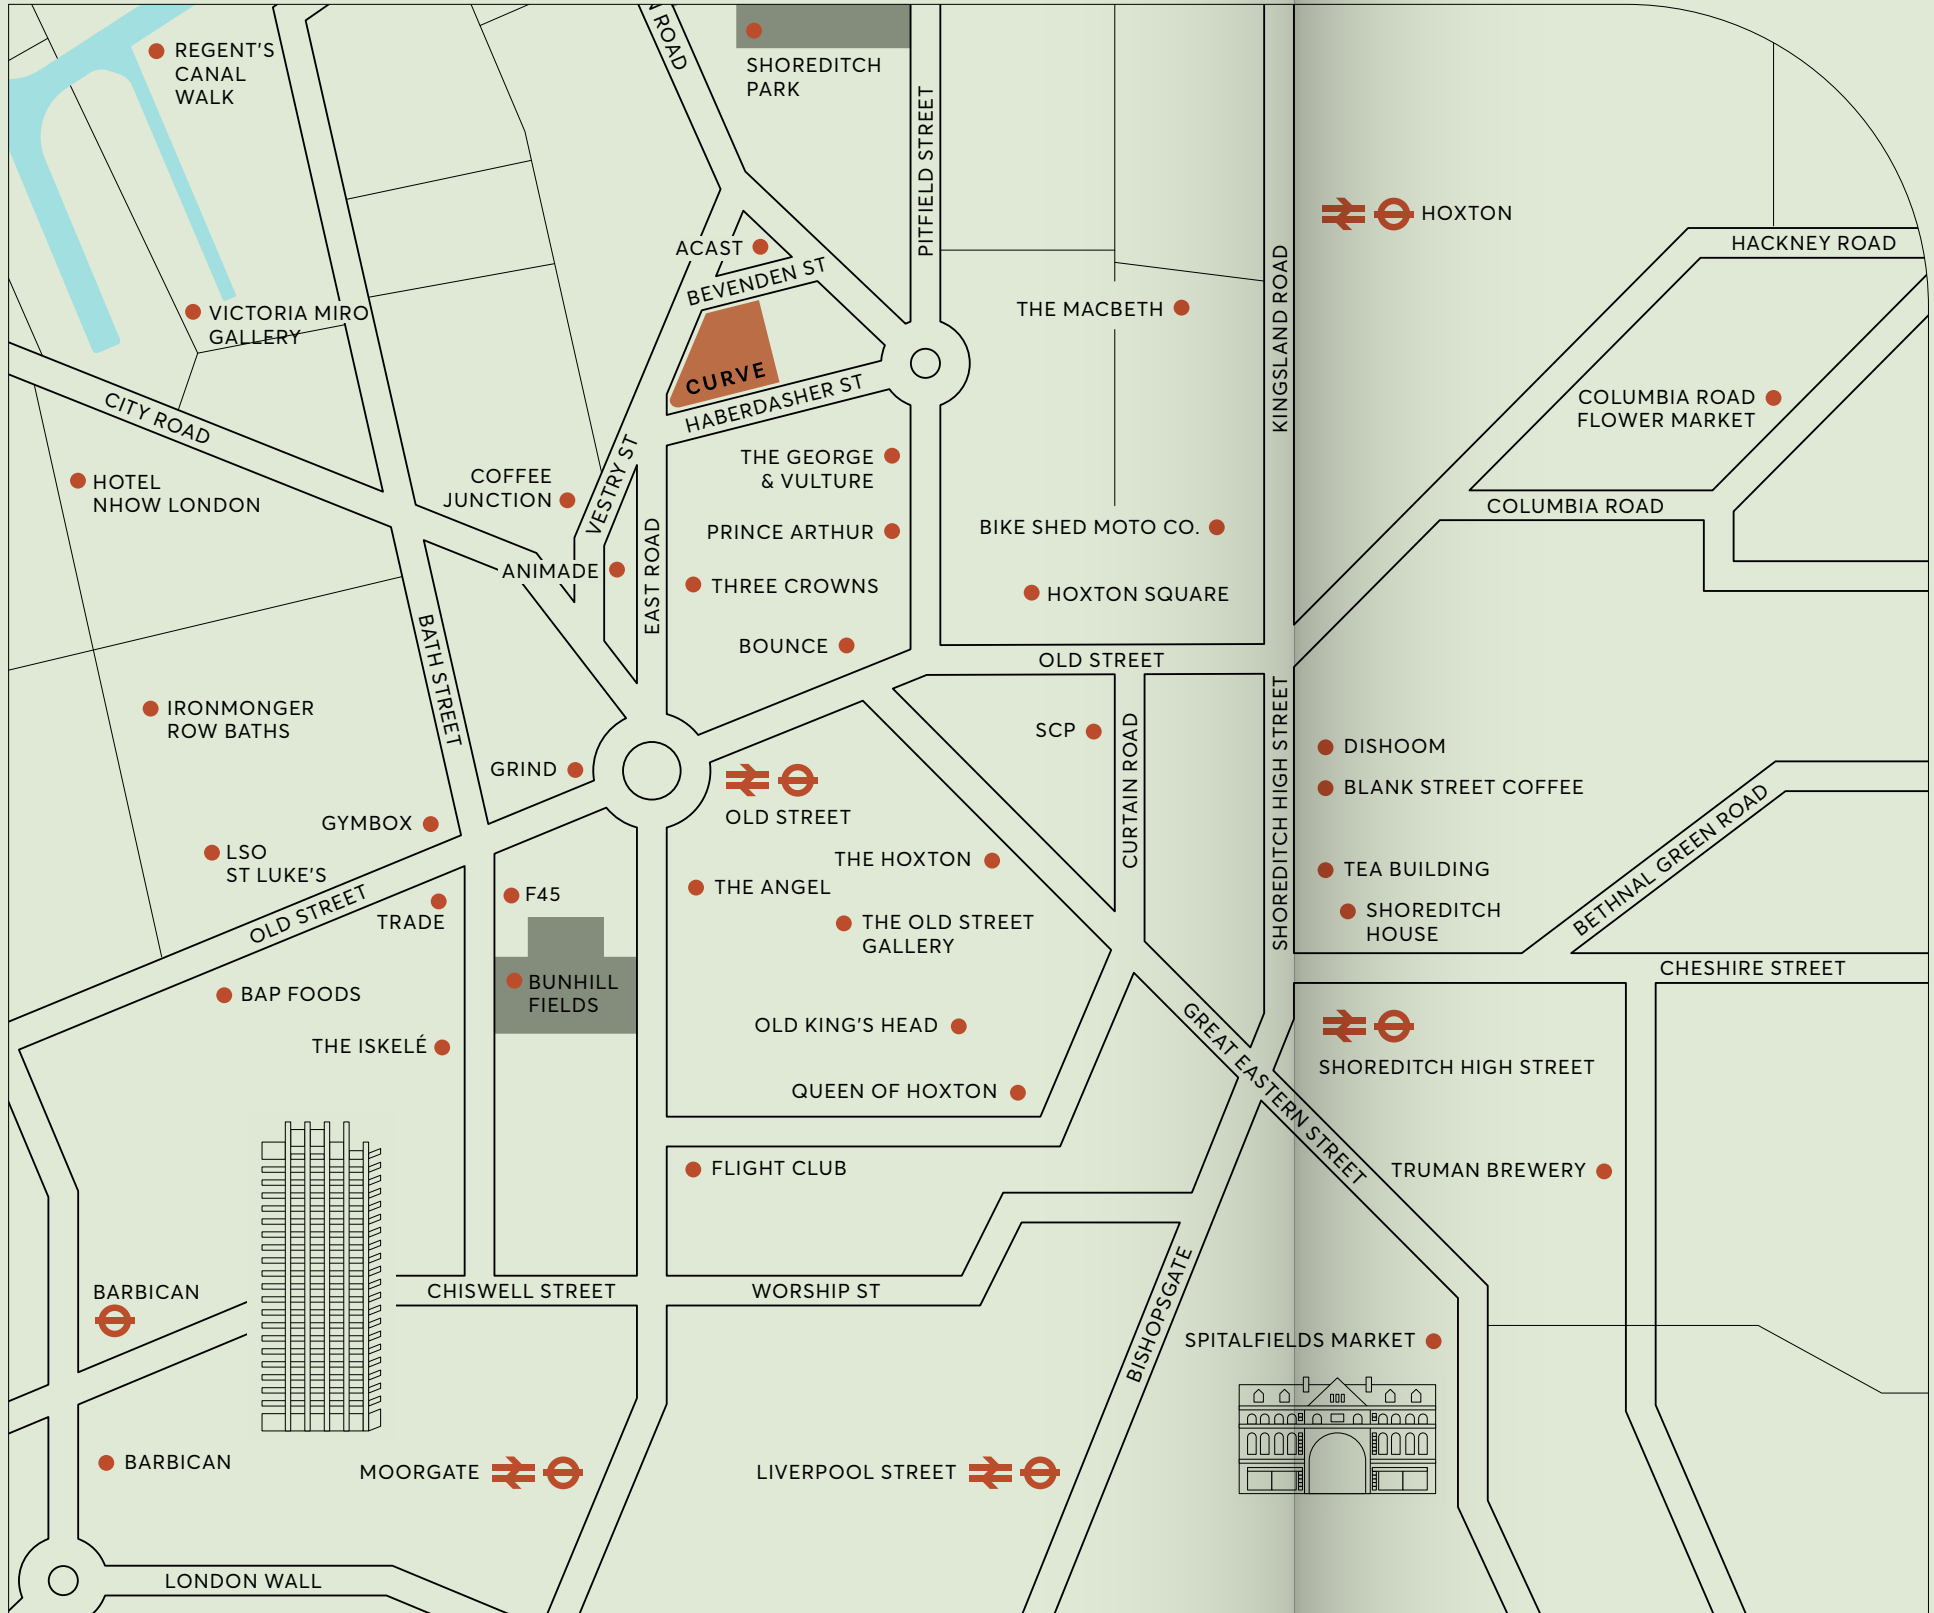 REGENT'S
CANAL
WALK
N ROAD
SHOREDITCH
PARK
PITFIELD STREET
HOXTON
HACKNEY ROAD
ACAST
BEVENDEN ST
KINGSLAND ROAD
VICTORIA MIRO
GALLERY
THE MACBETH
CURVE
HABERDASHER ST
COLUMBIA ROAD
FLOWER MARKET
CITY ROAD
HOTEL
NHOW LONDON
COFFEE
JUNCTION
VESTRY ST
THE GEORGE
& VULTURE
PRINCE ARTHUR
BIKE SHED MOTO CO.
COLUMBIA ROAD
ANIMADE
EAST ROAD
THREE CROWNS
HOXTON SQUARE
BATH STREET
BOUNCE
OLD STREET
IRONMONGER
ROW BATHS
SCP
CURTAIN ROAD
SHOREDITCH HIGH STREET
DISHOOM
BLANK STREET COFFEE
GRIND
OLD STREET
GYMBOX
LSO
ST LUKE'S
THE HOXTON
TEA BUILDING
BETHNAL GREEN ROAD
F45
THE ANGEL
OLD STREET
TRADE
THE OLD STREET
GALLERY
SHOREDITCH
HOUSE
CHESHIRE STREET
BAP FOODS
BUNHILL
FIELDS
THE ISKELÉ
OLD KING'S HEAD
GREAT EASTERN STREET
SHOREDITCH HIGH STREET
QUEEN OF HOXTON
FLIGHT CLUB
TRUMAN BREWERY
BARBICAN
CHISWELL STREET
WORSHIP ST
BISHOPSGATE
SPITALFIELDS MARKET
BARBICAN
MOORGATE
LIVERPOOL STREET
LONDON WALL